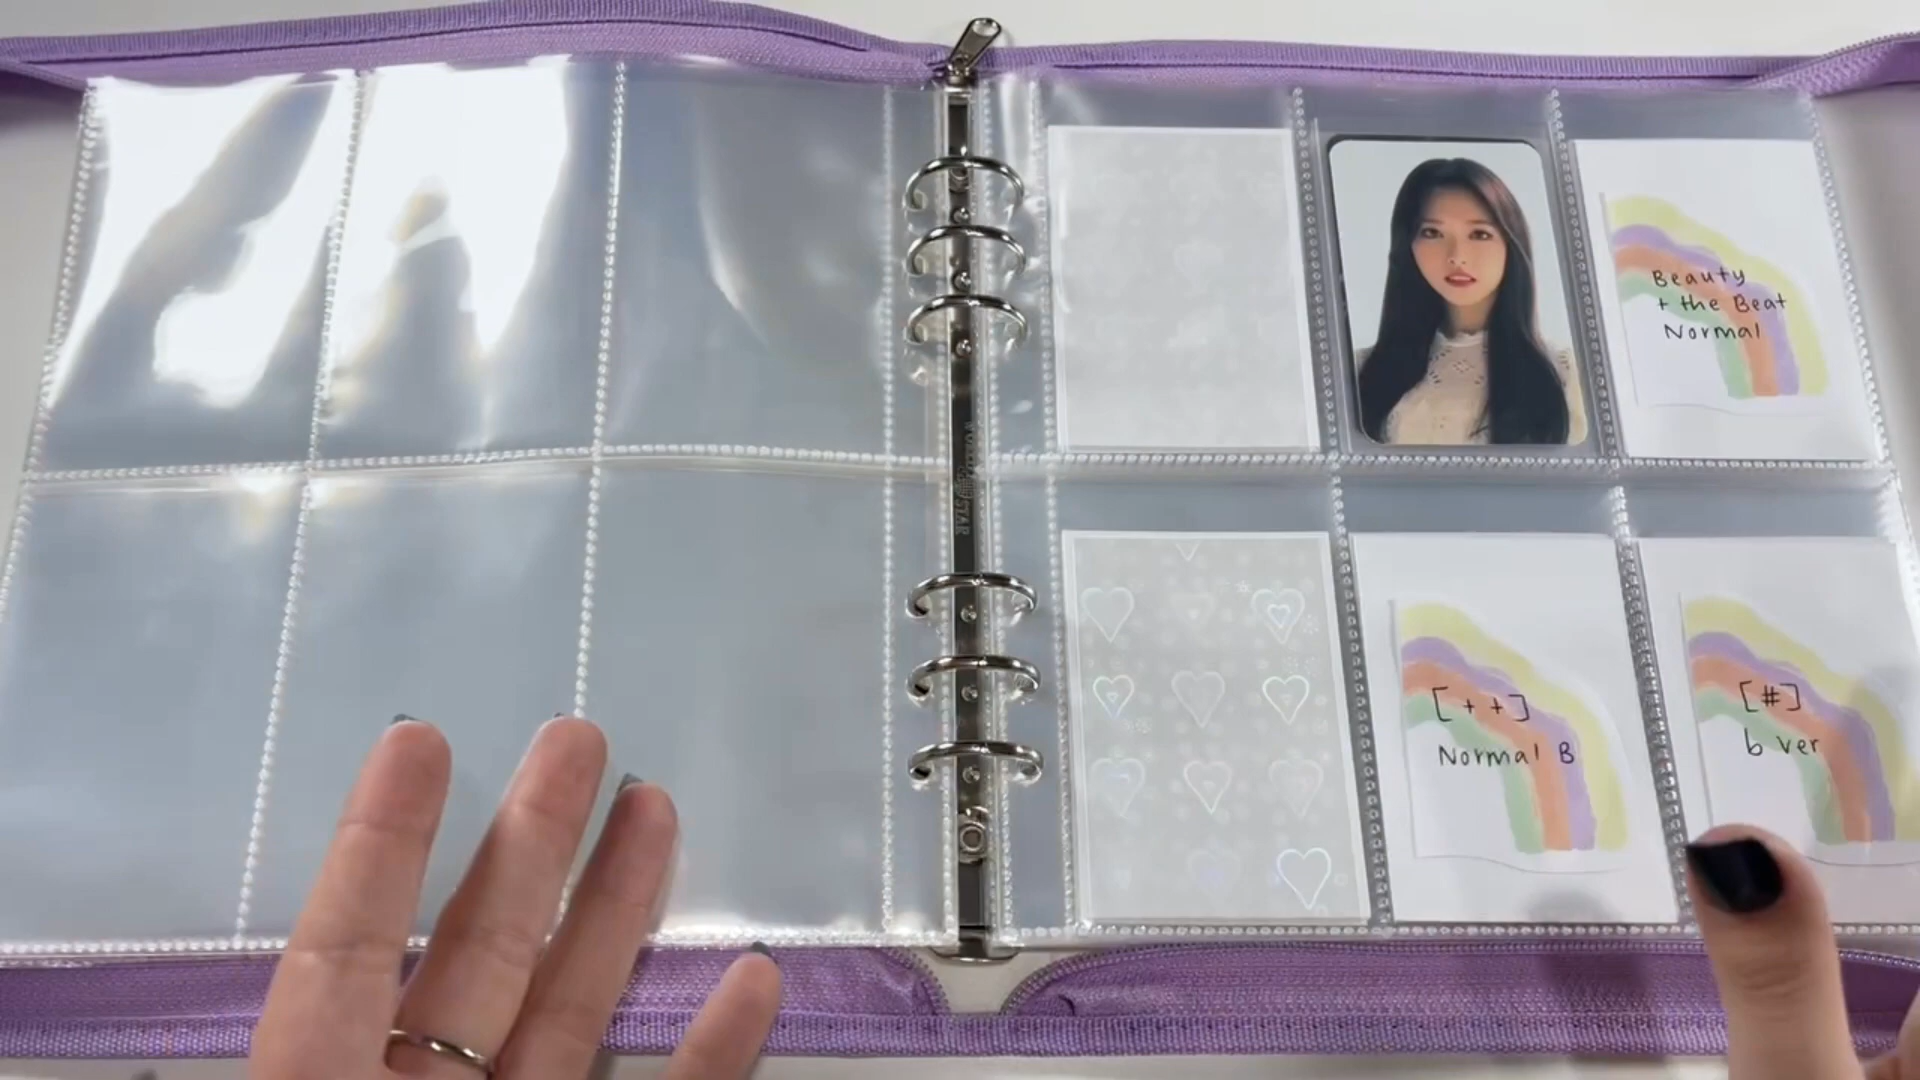 Beauty
+ the Beat
Normal
[ + + ]
Normal B
[#]
b ver